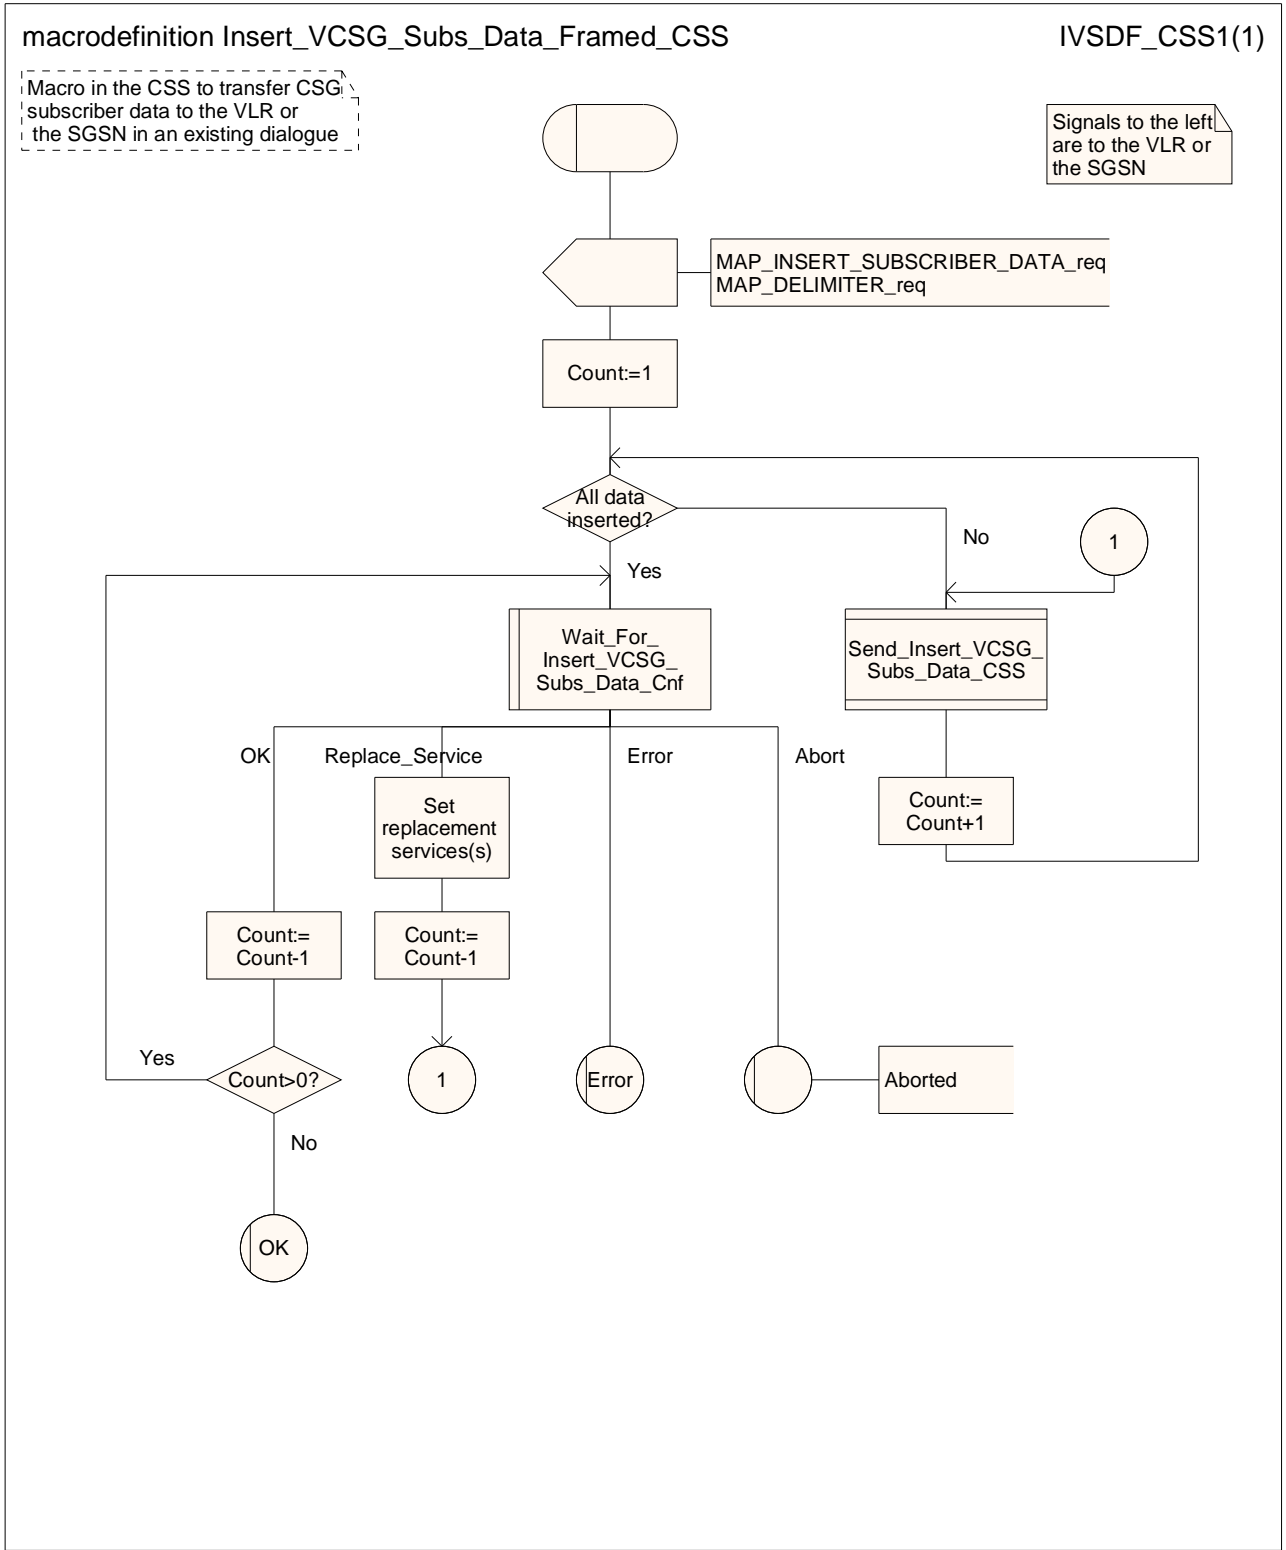 macrodefinition Insert_VCSG_Subs_Data_Framed_CSS
IVSDF_CSS1(1)
Macro in the CSS to transfer CSG
subscriber data to the VLR or
the SGSN in an existing dialogue
Signals to the left
are to the VLR or
the SGSN
MAP_INSERT_SUBSCRIBER_DATA_req
MAP_DELIMITER_req
Count:=1
All data
inserted?
No
1
Yes
Wait_For_
Insert_VCSG_
Subs_Data_Cnf
Send_Insert_VCSG_
Subs_Data_CSS
OK
Replace_Service
Error
Abort
Set
replacement
services(s)
Count:=
Count+1
Count:=
Count-1
Count:=
Count-1
Yes
Count>0?
1
Error
Aborted
No
OK